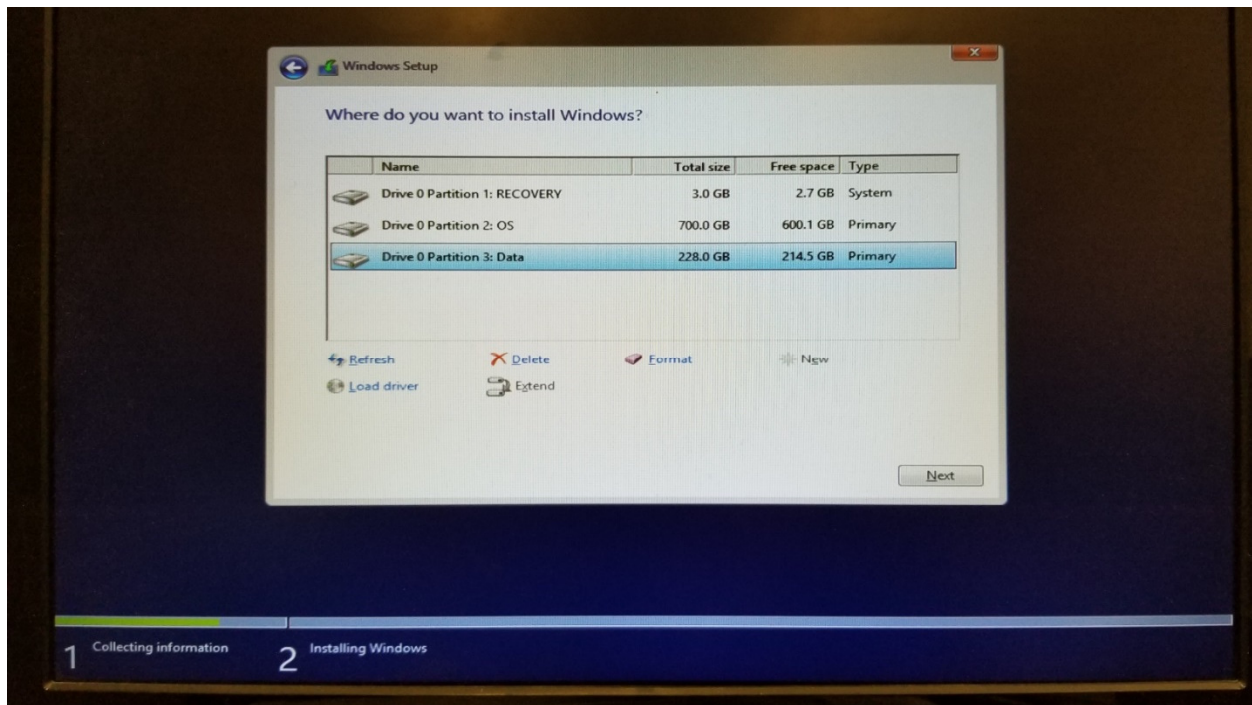 Windows Setup
Where do you want to install Windows?
Name Total size Free space Type
Drive 0 Partition 1: RECOVERY 3.0 GB 2.7 GB System
Drive 0 Partition 2: OS 700.0 GB 600.1 GB Primary
Drive 0 Partition 3: Data 228.0 GB 214.5 GB Primary
Refresh Delete Format New
Load driver Extend
Next
1 Collecting information 2 Installing Windows